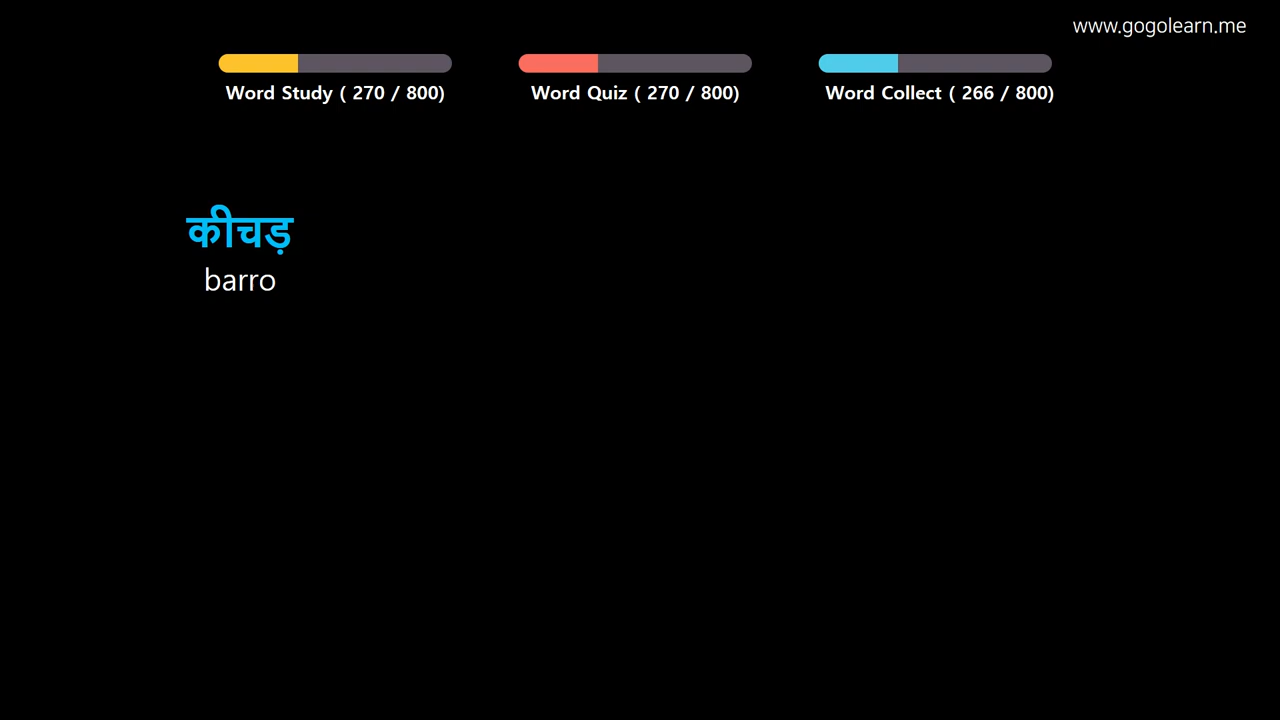 www.gogolearn.me
Word Study ( 270 / 800)
Word Quiz ( 270 / 800)
Word Collect ( 266 / 800)
कीचड़
barro